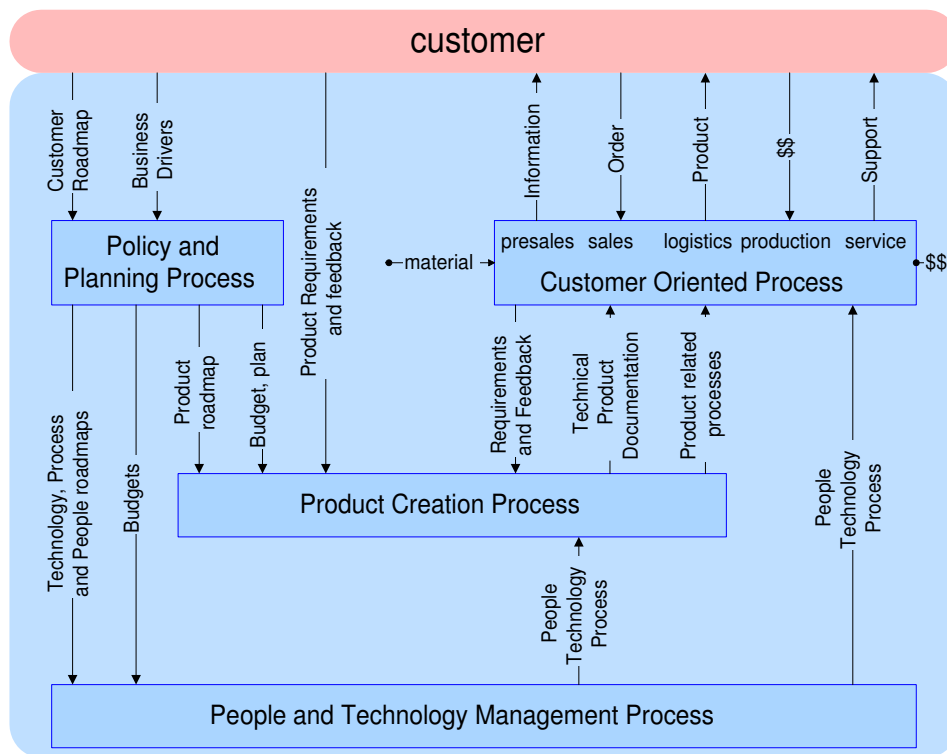 customer
Customer
Roadmap
Business
Drivers
Product Requirements
and feedback
Information
Order
Product
$$
Support
Policy and
Planning Process
presales sales logistics production service
Customer Oriented Process
material
$$
Technology, Process
and People roadmaps
Budgets
Product
roadmap
Budget, plan
Requirements
and Feedback
Technical
Product
Documentation
Product related
processes
People
Technology
Process
Product Creation Process
People
Technology
Process
People and Technology Management Process